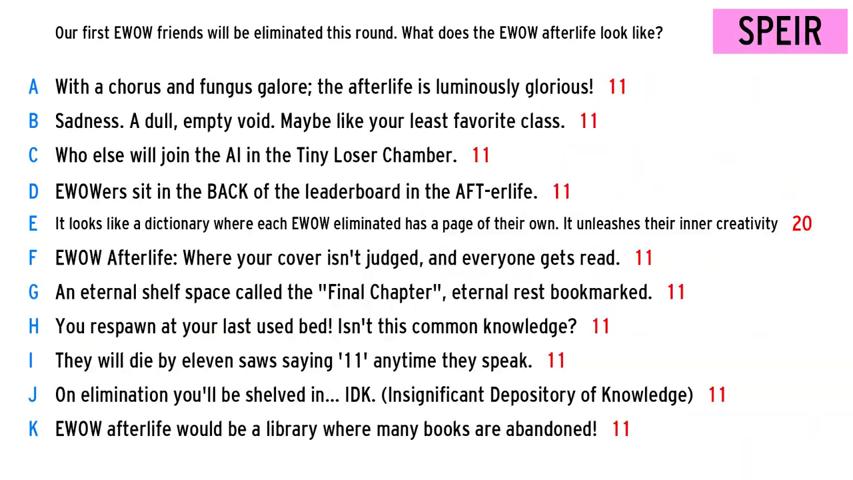 Our first EWOW friends will be eliminated this round. What does the EWOW afterlife look like?
SPEIR
A With a chorus and fungus galore; the afterlife is luminously glorious! 11
B Sadness. A dull, empty void. Maybe like your least favorite class. 11
C Who else will join the AI in the Tiny Loser Chamber. 11
D EWOWers sit in the BACK of the leaderboard in the AFT-erlife. 11
E It looks like a dictionary where each EWOW eliminated has a page of their own. It unleashes their inner creativity 20
F EWOW Afterlife: Where your cover isn't judged, and everyone gets read. 11
G An eternal shelf space called the "Final Chapter", eternal rest bookmarked. 11
H You respawn at your last used bed! Isn't this common knowledge? 11
I They will die by eleven saws saying '11' anytime they speak. 11
J On elimination you'll be shelved in... IDK. (Insignificant Depository of Knowledge) 11
K EWOW afterlife would be a library where many books are abandoned! 11